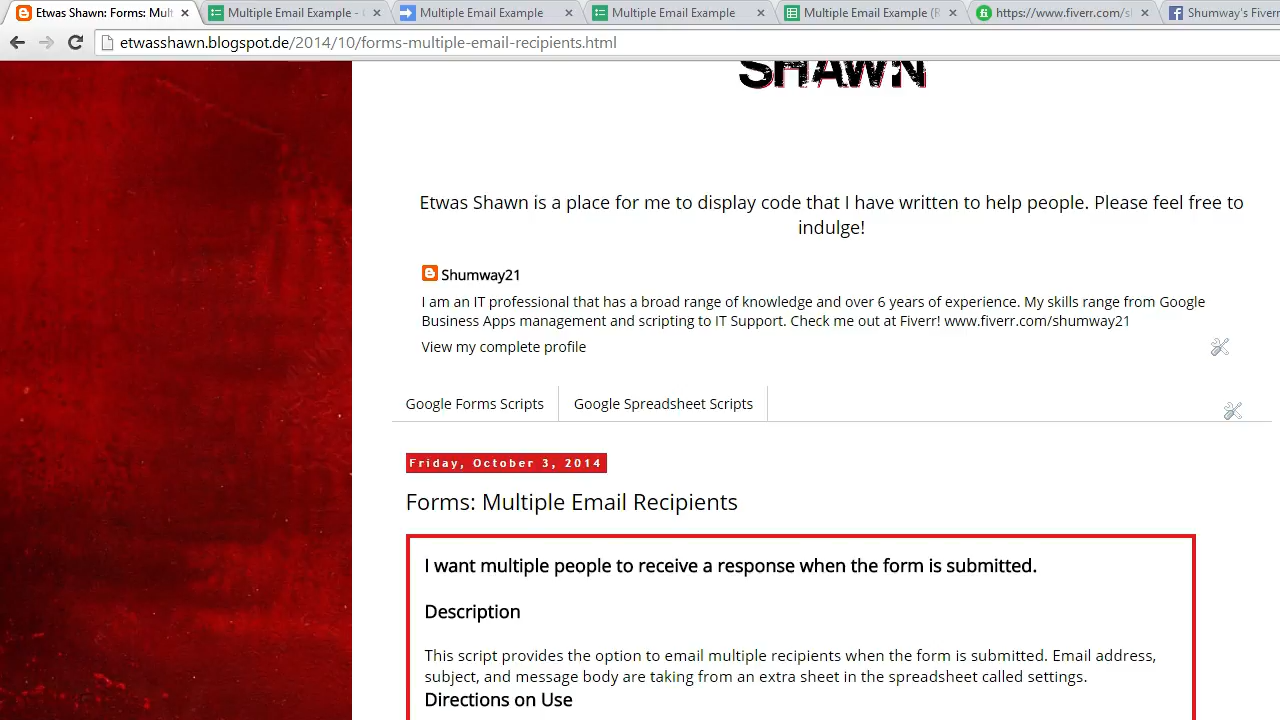 Etwas Shawn: Forms: Mult
Multiple Email Example -
Multiple Email Example
Multiple Email Example
Multiple Email Example (R
https://www.fiverr.com/s
Shumway's Fiverr
etwasshawn.blogspot.de/2014/10/forms-multiple-email-recipients.html
SHAWN
Etwas Shawn is a place for me to display code that I have written to help people. Please feel free to
indulge!
Shumway21
I am an IT professional that has a broad range of knowledge and over 6 years of experience. My skills range from Google
Business Apps management and scripting to IT Support. Check me out at Fiverr! www.fiverr.com/shumway21
View my complete profile
Google Forms Scripts
Google Spreadsheet Scripts
Friday, October 3, 2014
Forms: Multiple Email Recipients
I want multiple people to receive a response when the form is submitted.
Description
This script provides the option to email multiple recipients when the form is submitted. Email address,
subject, and message body are taking from an extra sheet in the spreadsheet called settings.
Directions on Use